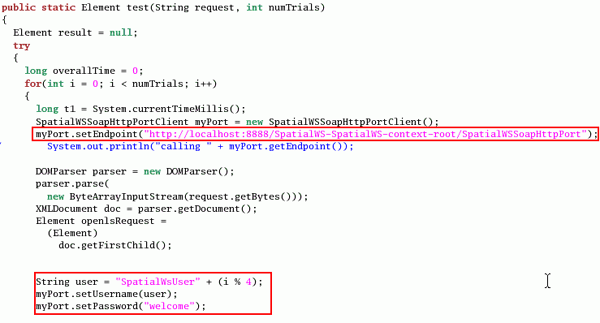 public static Element test(String request, int numTrials)
{
Element result = null;
try
{
long overallTime = 0;
for(int i = 0; i < numTrials; i++)
{
long t1 = System.currentTimeMillis();
SpatialWSSoapHttpPortClient myPort = new SpatialWSSoapHttpPortClient();
myPort.setEndpoint("http://localhost:8888/SpatialWS-SpatialWS-context-root/SpatialWSSoapHttpPort");
System.out.println("calling " + myPort.getEndpoint());
DOMParser parser = new DOMParser();
parser.parse(
new ByteArrayInputStream(request.getBytes()));
XMLDocument doc = parser.getDocument();
Element openlsRequest =
(Element)
doc.getFirstChild();
String user = "SpatialWsUser" + (i % 4);
myPort.setUsername(user);
myPort.setPassword("welcome");